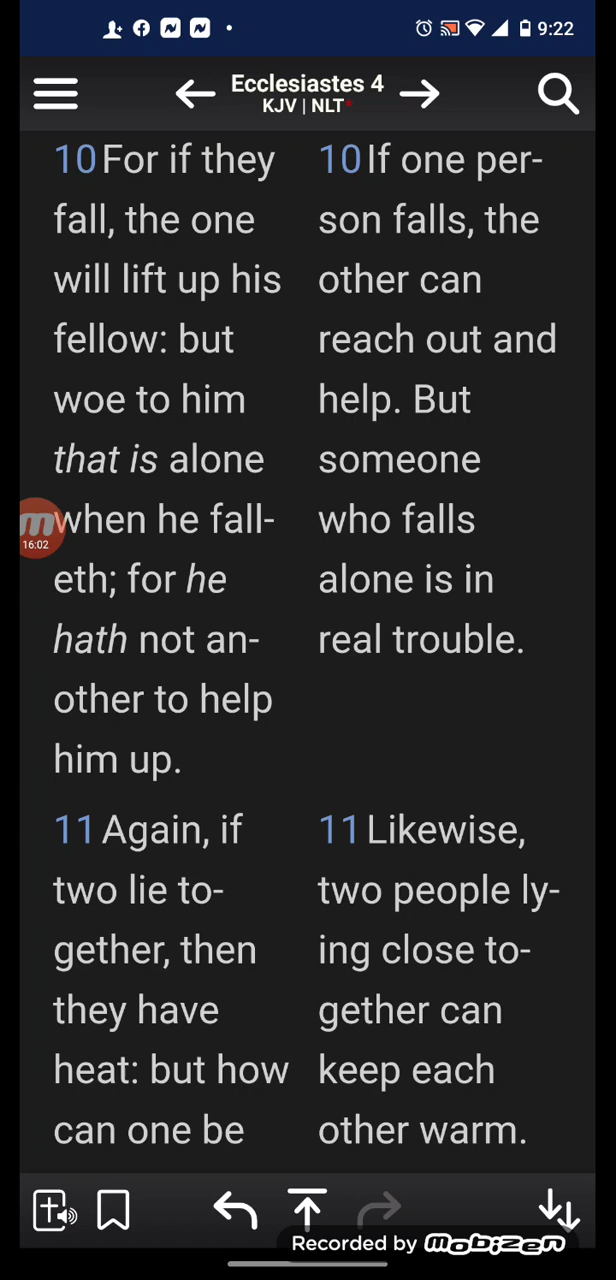 9:22
Ecclesiastes 4
KJV | NLT*
10 For if they
fall, the one
will lift up his
fellow: but
woe to him
that is alone
when he fall-
eth; for he
hath not an-
other to help
him up.
11 Again, if
two lie to-
gether, then
they have
heat: but how
can one be
10 If one per-
son falls, the
other can
reach out and
help. But
someone
who falls
alone is in
real trouble.
11 Likewise,
two people ly-
ing close to-
gether can
keep each
other warm.
m
16:02
Recorded by mobizen